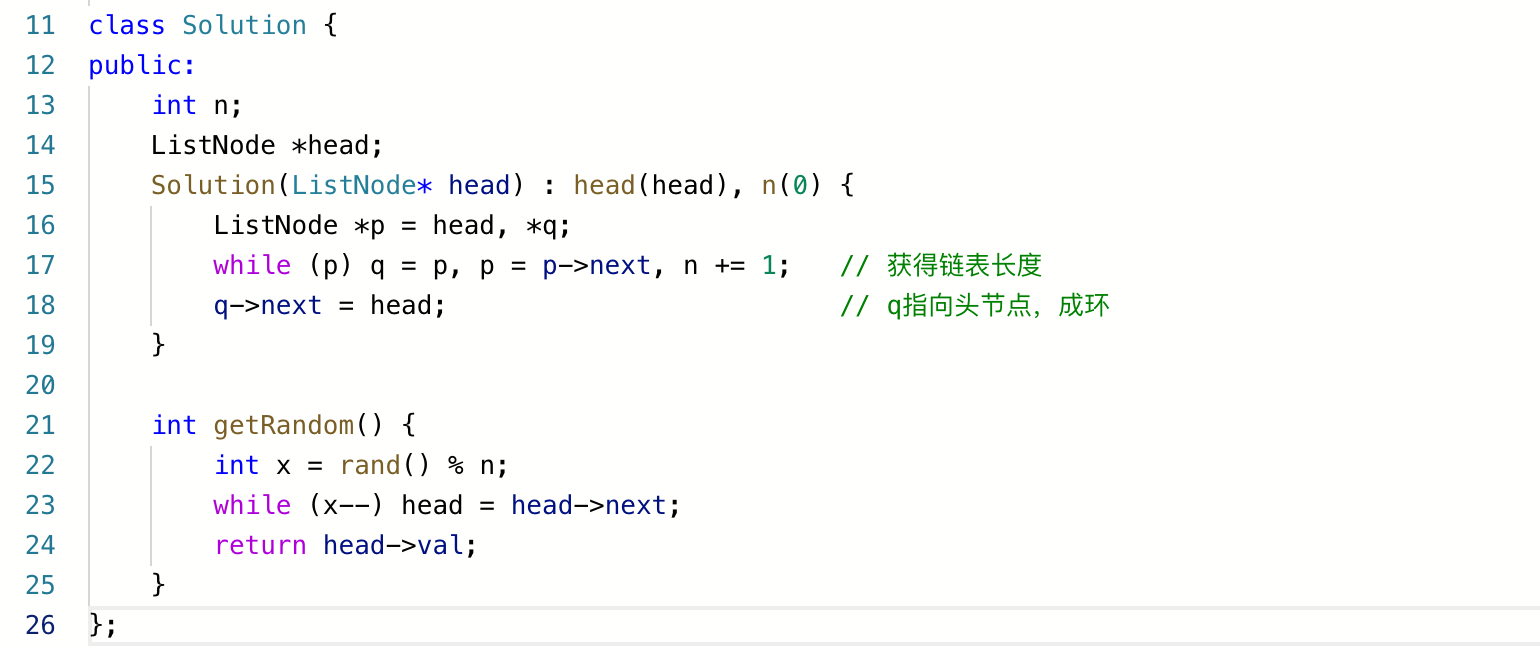 11 class Solution {
12 public:
13     int n;
14     ListNode *head;
15     Solution(ListNode* head) : head(head), n(0) {
16         ListNode *p = head, *q;
17         while (p) q = p, p = p->next, n += 1;   // 获得链表长度
18         q->next = head;                         // q指向头节点，成环
19     }
20
21     int getRandom() {
22         int x = rand() % n;
23         while (x--) head = head->next;
24         return head->val;
25     }
26 };